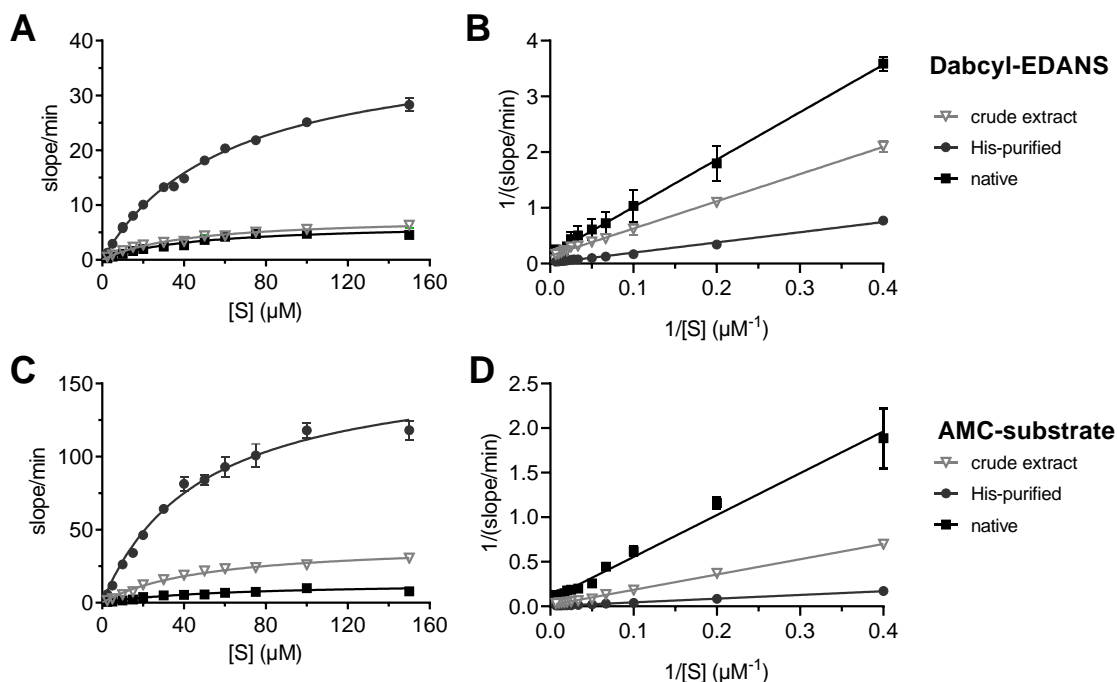 A
40
30
20
10
0
slope/min
0
40
80
120
160
[S] (µM)
B
4
3
2
1
0
1/(slope/min)
0.0
0.1
0.2
0.3
0.4
1/[S] (µM⁻¹)
Dabcyl-EDANS
crude extract
His-purified
native
C
150
100
50
0
slope/min
0
40
80
120
160
[S] (µM)
D
2.5
2.0
1.5
1.0
0.5
0.0
1/(slope/min)
0.0
0.1
0.2
0.3
0.4
1/[S] (µM⁻¹)
AMC-substrate
crude extract
His-purified
native